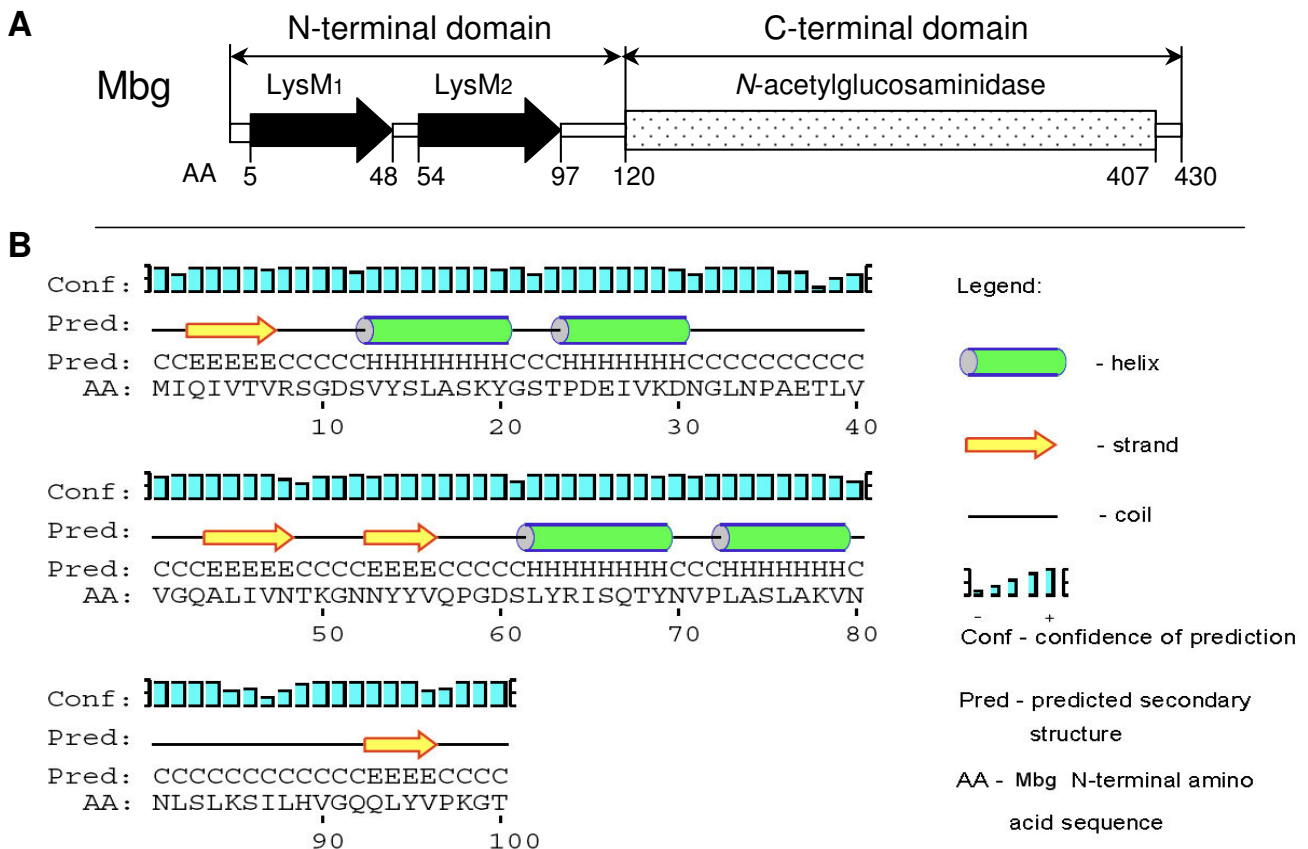 A
N-terminal domain C-terminal domain
Mbg LysM1 LysM2 N-acetylglucosaminidase
AA 5 48 54 97 120 407 430
B
Conf:
Pred:
Pred: CCEEEEECCCCCHHHHHHHHCCCHHHHHHHCCCCCCCCCC
AA: MIQIVTVRSGDSVYSLASKYGSTPDEIVKDNGLNPAETLV
10 20 30 40
Conf:
Pred:
Pred: CCCEEEEECCCCEEEECCCCCHHHHHHHHCCCHHHHHHHC
AA: VGQALIVNTKGNNYYVQPGDSLYRISQTYNVPLASLAKVN
50 60 70 80
Conf:
Pred:
Pred: CCCCCCCCCCCCEEEECCCC
AA: NLSLKSILHVGQQLYVPKGT
90 100
Legend:
- helix
- strand
- coil
- +
Conf - confidence of prediction
Pred - predicted secondary
structure
AA - Mbg N-terminal amino
acid sequence